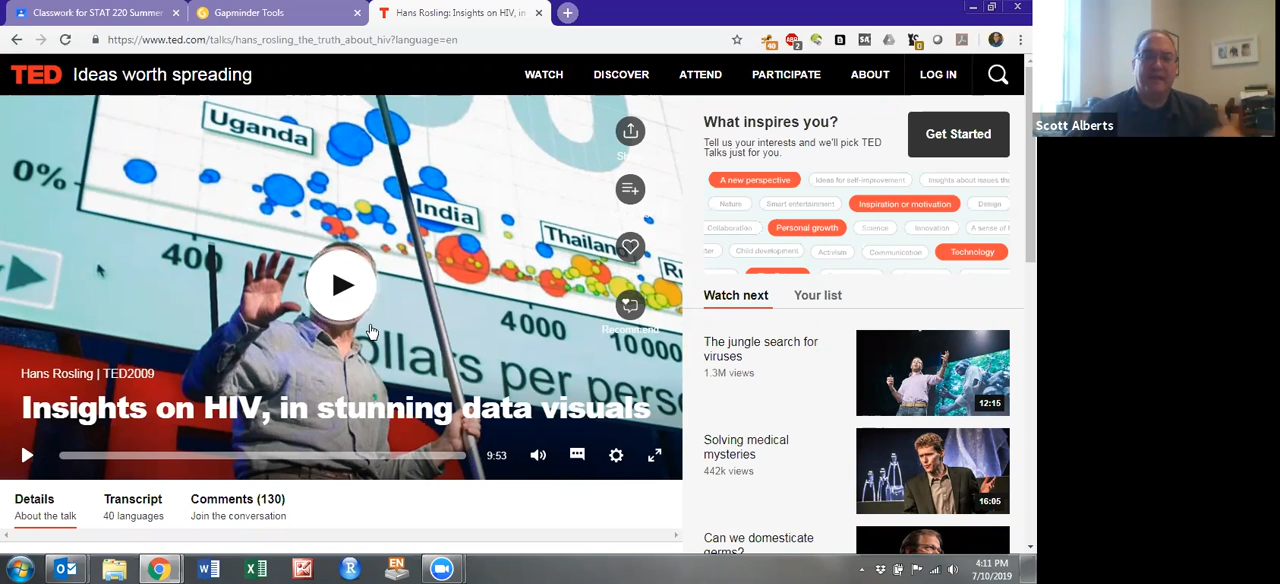 Classwork for STAT 220 Summer
Gapminder Tools
Hans Rosling: Insights on HIV, in
https://www.ted.com/talks/hans_rosling_the_truth_about_hiv?language=en
TED Ideas worth spreading
WATCH DISCOVER ATTEND PARTICIPATE ABOUT LOG IN
Uganda
0%
India
Thailan
400
4000
10000
ollars per perso
Recommend
Hans Rosling | TED2009
Insights on HIV, in stunning data visuals
9:53
Details
About the talk
Transcript
40 languages
Comments (130)
Join the conversation
What inspires you?
Tell us your interests and we'll pick TED
Talks just for you.
Get Started
A new perspective Ideas for self-improvement Insights about issues tha
Nature Smart entertainment Inspiration or motivation Design
Collaboration Personal growth Science Innovation A sense of
Child development Activism Communication Technology
Watch next Your list
The jungle search for
viruses
1.3M views
12:15
Solving medical
mysteries
442k views
16:05
Can we domesticate
germs?
Scott Alberts
4:11 PM
7/10/2019